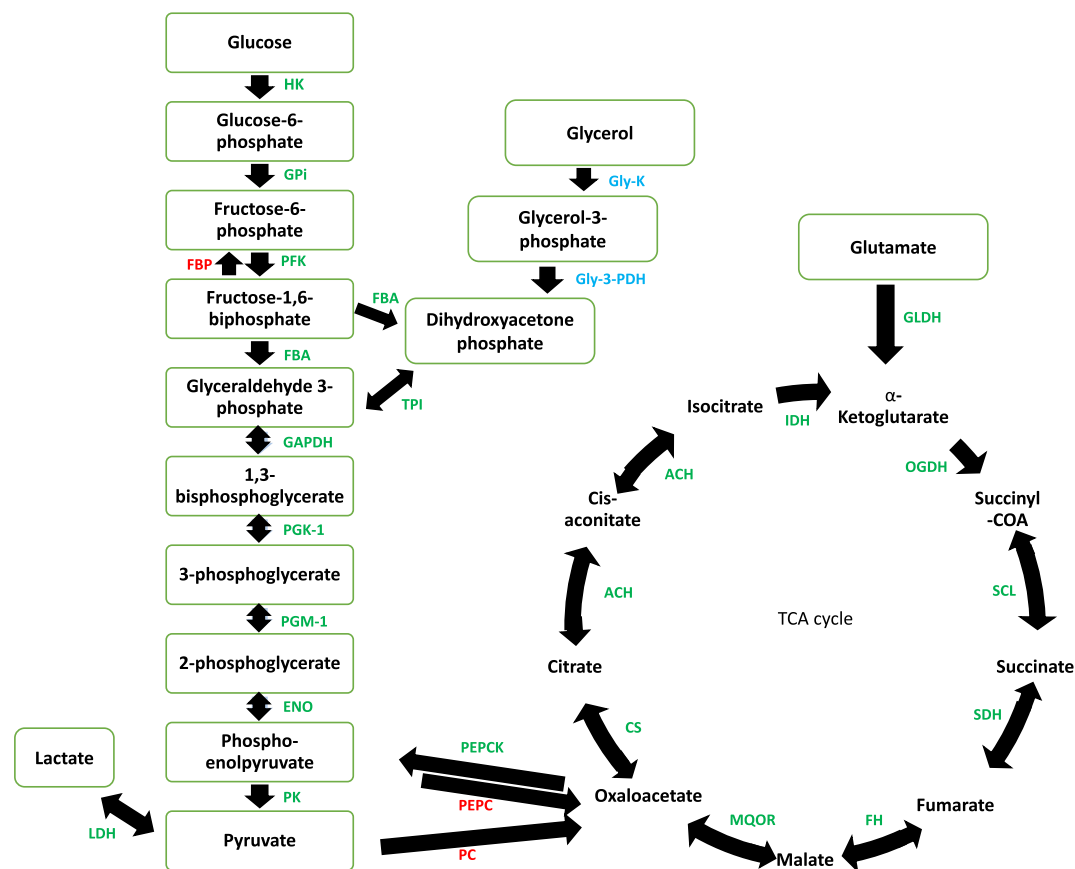 Glucose
HK
Glucose-6-
phosphate
GPi
Fructose-6-
phosphate
FBP
PFK
Fructose-1,6-
biphosphate
FBA
FBA
Glyceraldehyde 3-
phosphate
TPI
GAPDH
1,3-
bisphosphoglycerate
PGK-1
3-phosphoglycerate
PGM-1
2-phosphoglycerate
ENO
Phospho-
enolpyruvate
PK
Pyruvate
Lactate
LDH
Glycerol
Gly-K
Glycerol-3-
phosphate
Gly-3-PDH
Dihydroxyacetone
phosphate
Glutamate
GLDH
Isocitrate
IDH
α-
Ketoglutarate
OGDH
Succinyl
-COA
SCL
Succinate
SDH
Fumarate
FH
Malate
MQOR
Oxaloacetate
CS
Citrate
ACH
Cis-
aconitate
ACH
TCA cycle
PEPCK
PEPC
PC